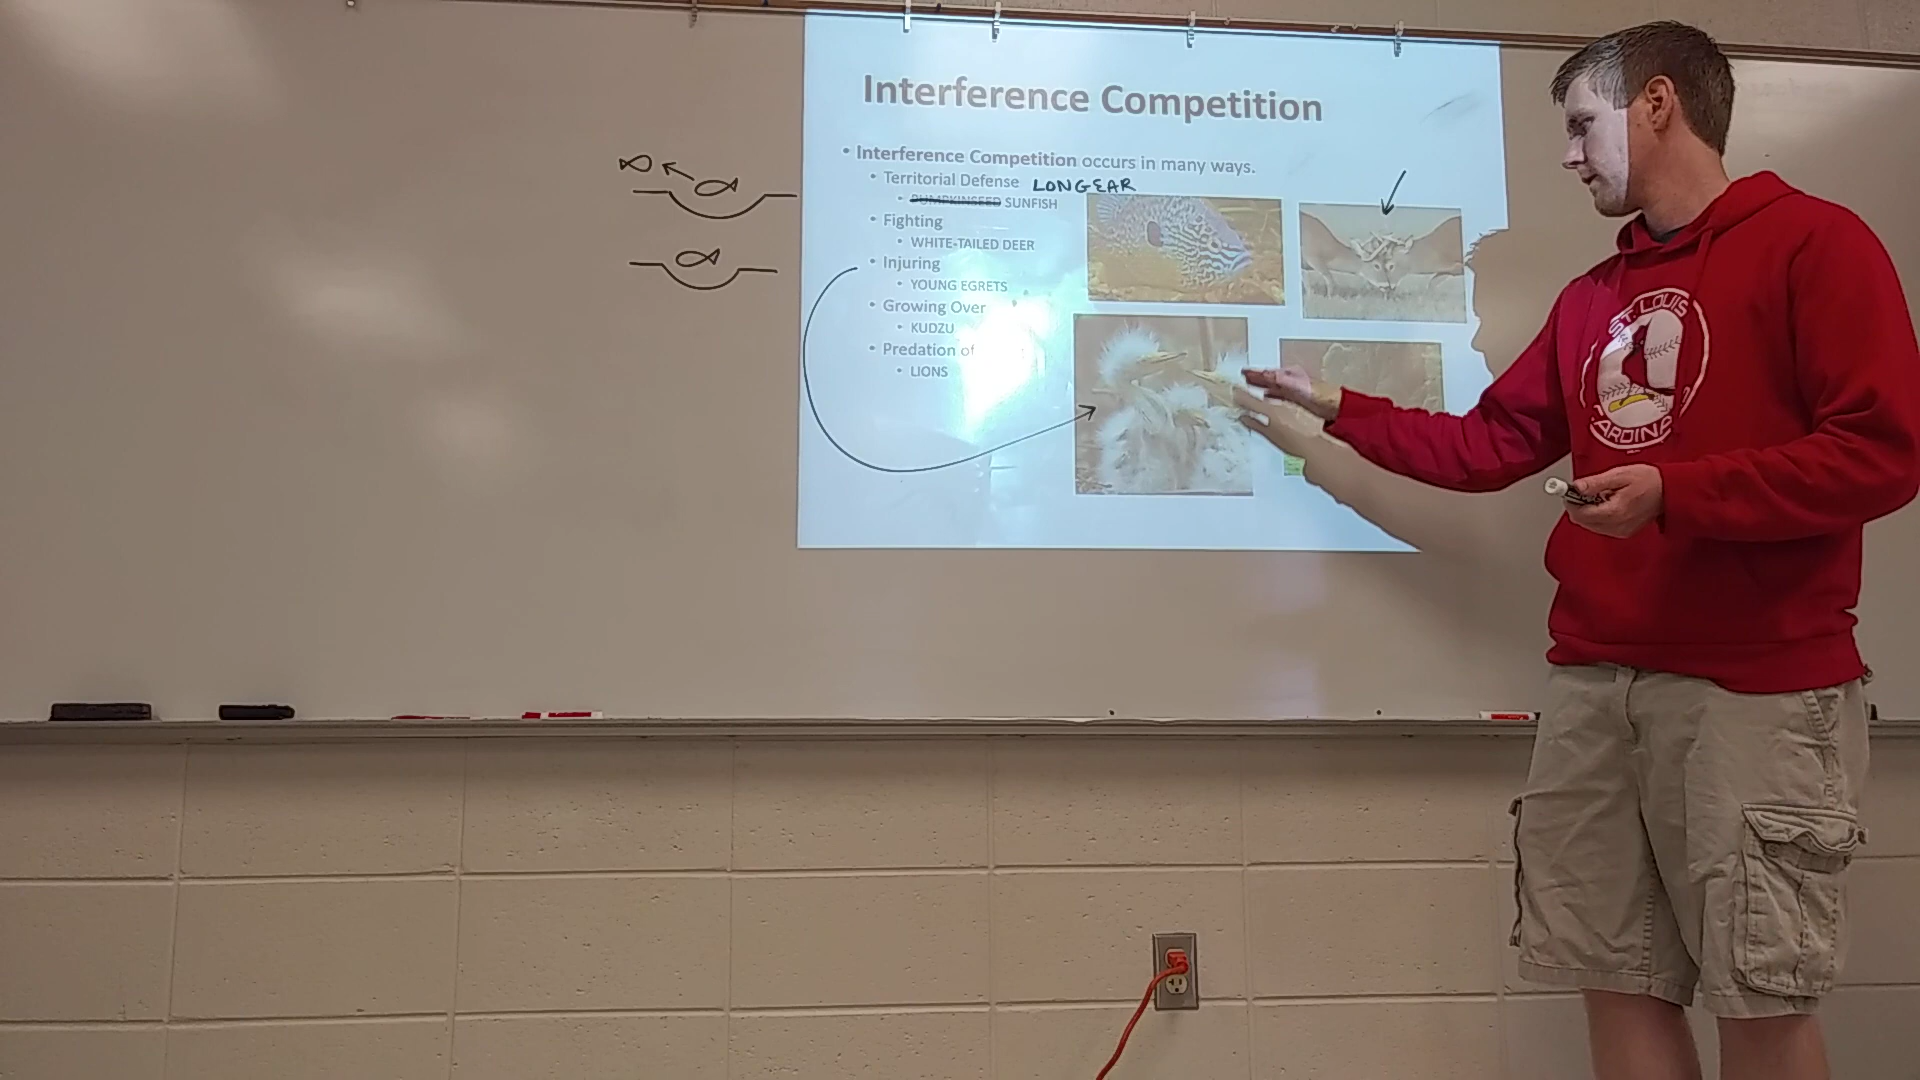 Interference Competition
• Interference Competition occurs in many ways.
• Territorial Defense LONGEAR
• PUMPKINSEED SUNFISH
• Fighting
• WHITE-TAILED DEER
• Injuring
• YOUNG EGRETS
• Growing Over
• KUDZU
• Predation of
• LIONS
ST. LOUIS
CARDINA